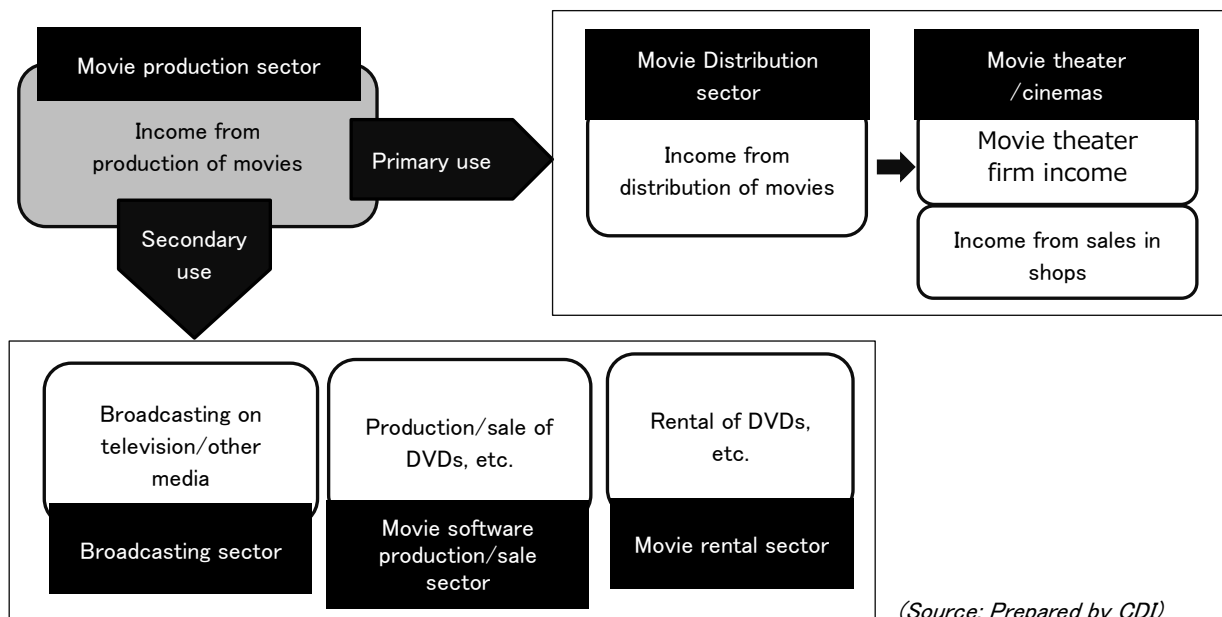 Movie production sector
Income from
production of movies
Primary use
Secondary
use
Movie Distribution
sector
Income from
distribution of movies
Movie theater
/cinemas
Movie theater
firm income
Income from sales in
shops
Broadcasting on
television/other
media
Broadcasting sector
Production/sale of
DVDs, etc.
Movie software
production/sale
sector
Rental of DVDs,
etc.
Movie rental sector
(Source: Prepared by CDI)